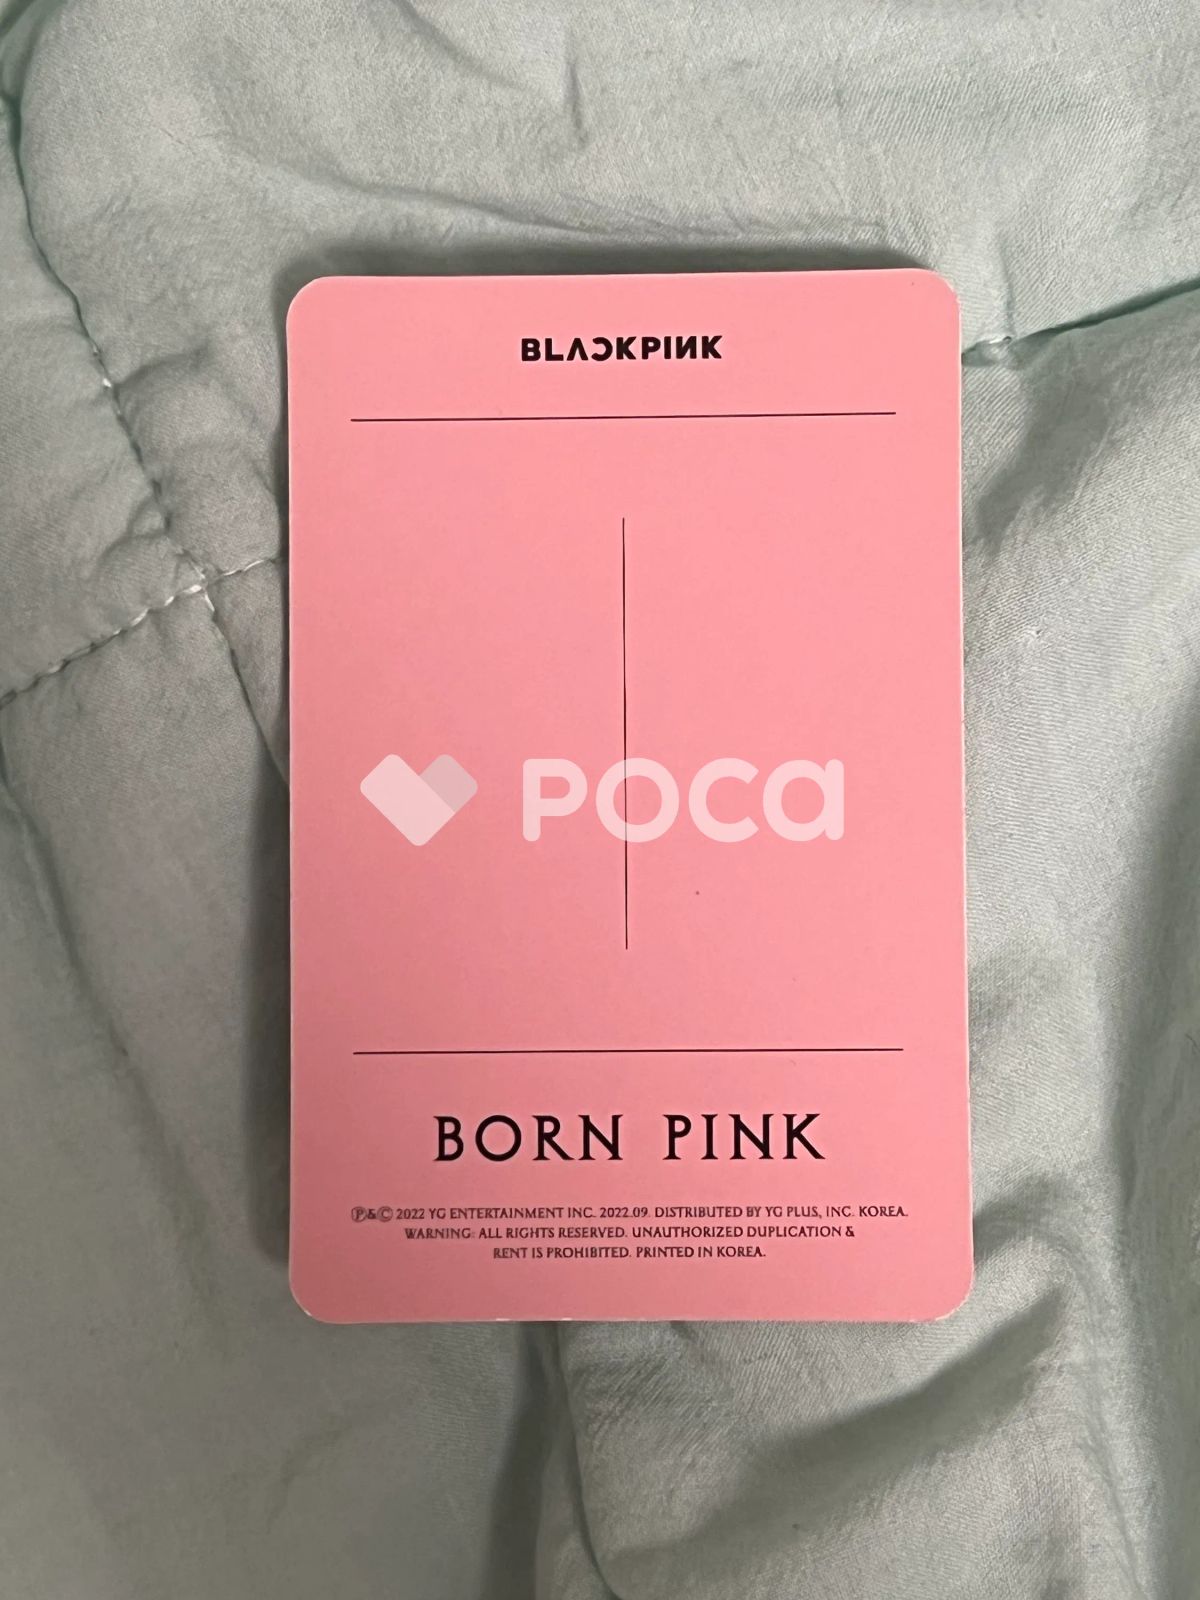 BLACKPINK
POCA
BORN PINK
Ⓟ&Ⓒ 2022 YG ENTERTAINMENT INC. 2022.09. DISTRIBUTED BY YG PLUS, INC. KOREA.
WARNING: ALL RIGHTS RESERVED. UNAUTHORIZED DUPLICATION &
RENT IS PROHIBITED. PRINTED IN KOREA.